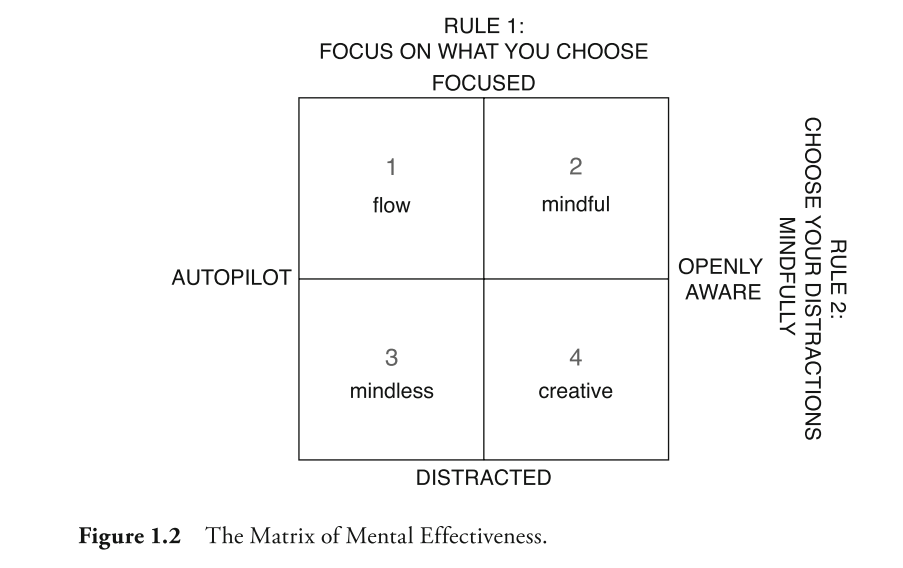 RULE 1:
FOCUS ON WHAT YOU CHOOSE
FOCUSED
1
flow
2
mindful
AUTOPILOT
OPENLY
AWARE
RULE 2:
CHOOSE YOUR DISTRACTIONS
MINDFULLY
3
mindless
4
creative
DISTRACTED
Figure 1.2 The Matrix of Mental Effectiveness.